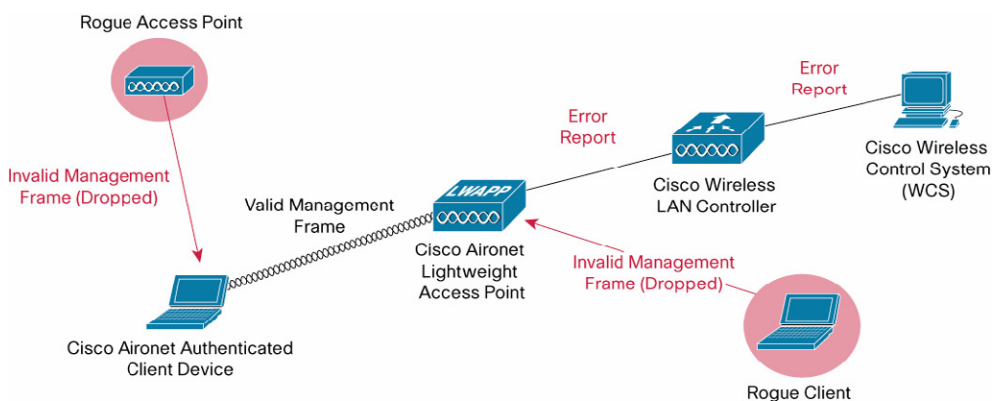 Rogue Access Point
Invalid Management
Frame (Dropped)
Valid Management
Frame
Cisco Aironet Authenticated
Client Device
LWAPP
Cisco Aironet
Lightweight
Access Point
Error
Report
Cisco Wireless
LAN Controller
Error
Report
Cisco Wireless
Control System
(WCS)
Invalid Management
Frame (Dropped)
Rogue Client